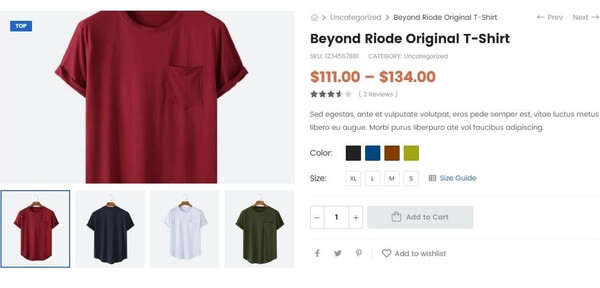 TOP
Uncategorized Beyond Riode Original T-Shirt
Prev Next
Beyond Riode Original T-Shirt
SKU: 1234567881 CATEGORY: Uncategorized
$111.00 – $134.00
( 2 Reviews )
Sed egestas, ante et vulputate volutpat, eros pede semper est, vitae luctus metus
libero eu augue. Morbi purus liberpuro ate vol faucibus adipiscing.
Color:
Size: XL L M S Size Guide
− 1 + Add to Cart
Add to wishlist